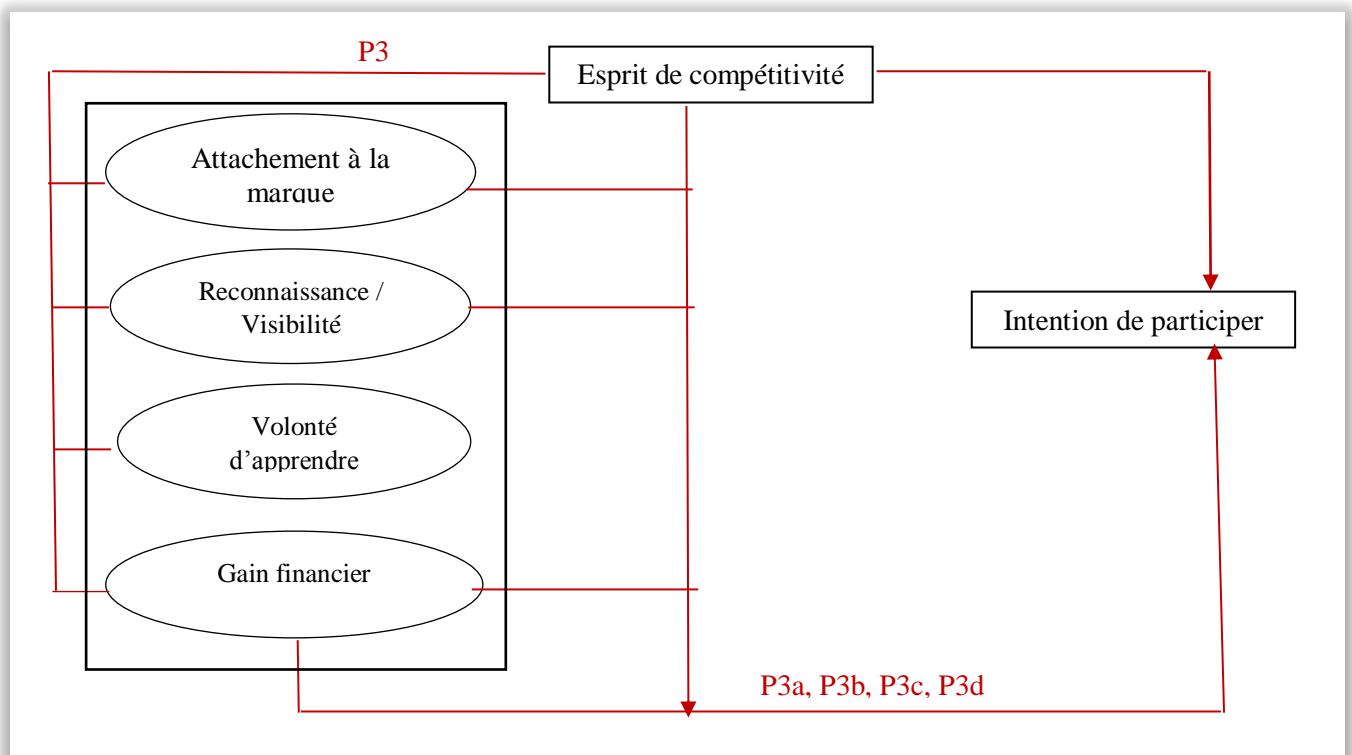 P3
Esprit de compétitivité
Attachement à la
marque
Reconnaissance /
Visibilité
Intention de participer
Volonté
d’apprendre
Gain financier
P3a, P3b, P3c, P3d